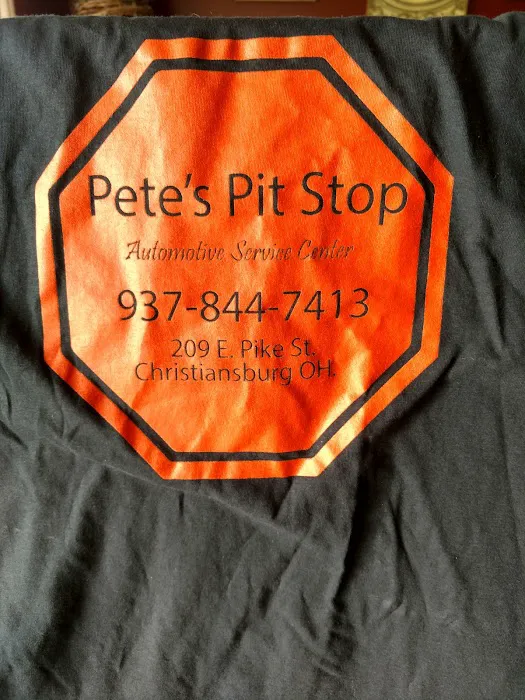 Pete's Pit Stop
Automotive Service Center
937-844-7413
209 E. Pike St.
Christiansburg OH.